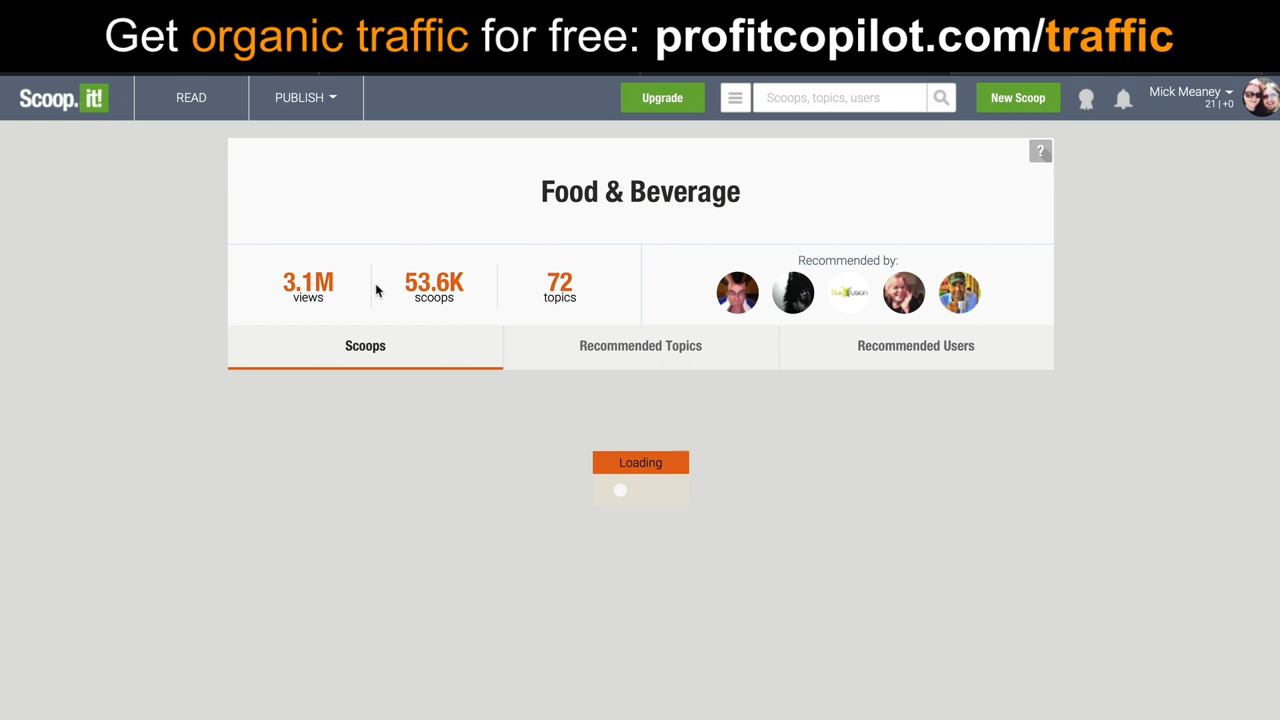 Get organic traffic for free: profitcopilot.com/traffic
Scoop.it!
READ
PUBLISH
Upgrade
Scoops, topics, users
New Scoop
Mick Meaney
21 | +0
?
Food & Beverage
3.1M
views
53.6K
scoops
72
topics
Recommended by:
Scoops
Recommended Topics
Recommended Users
Loading